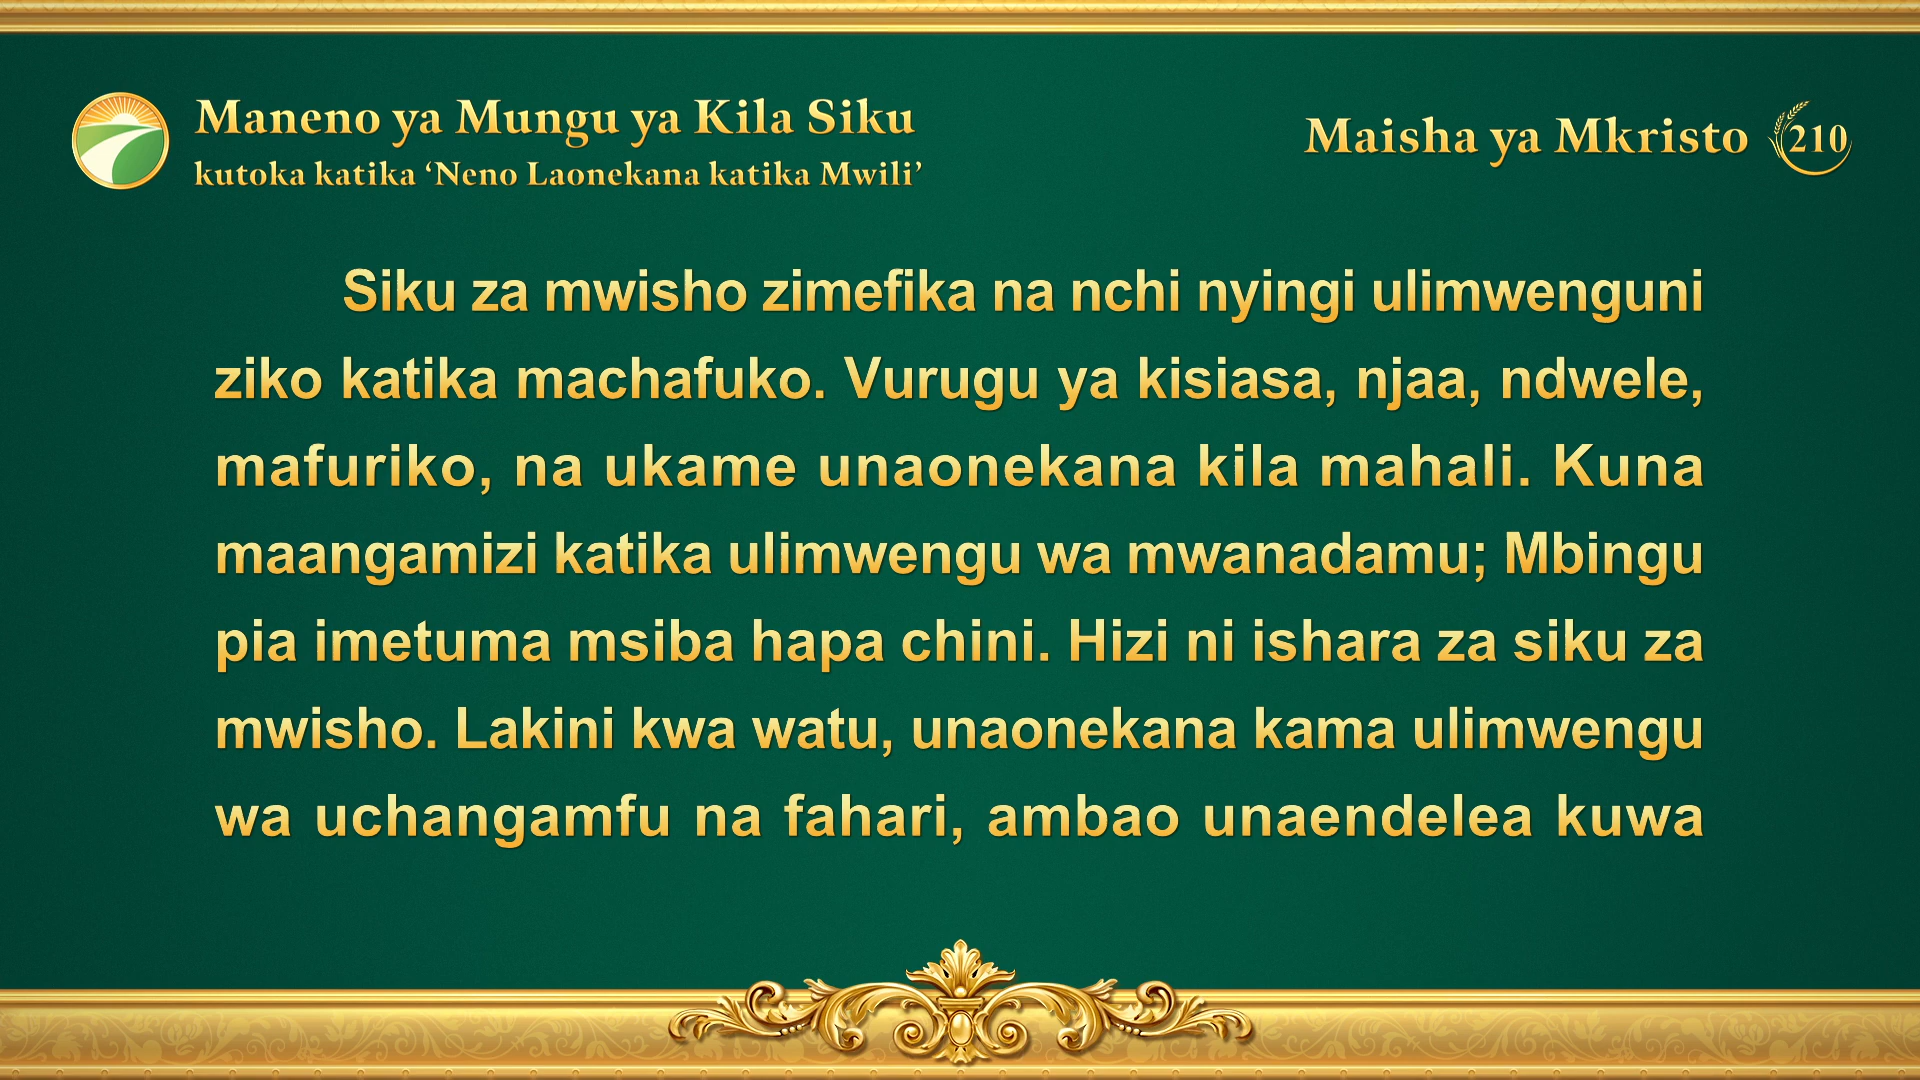 Maneno ya Mungu ya Kila Siku
kutoka katika ‘Neno Laonekana katika Mwili’
Maisha ya Mkristo 210
Siku za mwisho zimefika na nchi nyingi ulimwenguni
ziko katika machafuko. Vurugu ya kisiasa, njaa, ndwele,
mafuriko, na ukame unaonekana kila mahali. Kuna
maangamizi katika ulimwengu wa mwanadamu; Mbingu
pia imetuma msiba hapa chini. Hizi ni ishara za siku za
mwisho. Lakini kwa watu, unaonekana kama ulimwengu
wa uchangamfu na fahari, ambao unaendelea kuwa